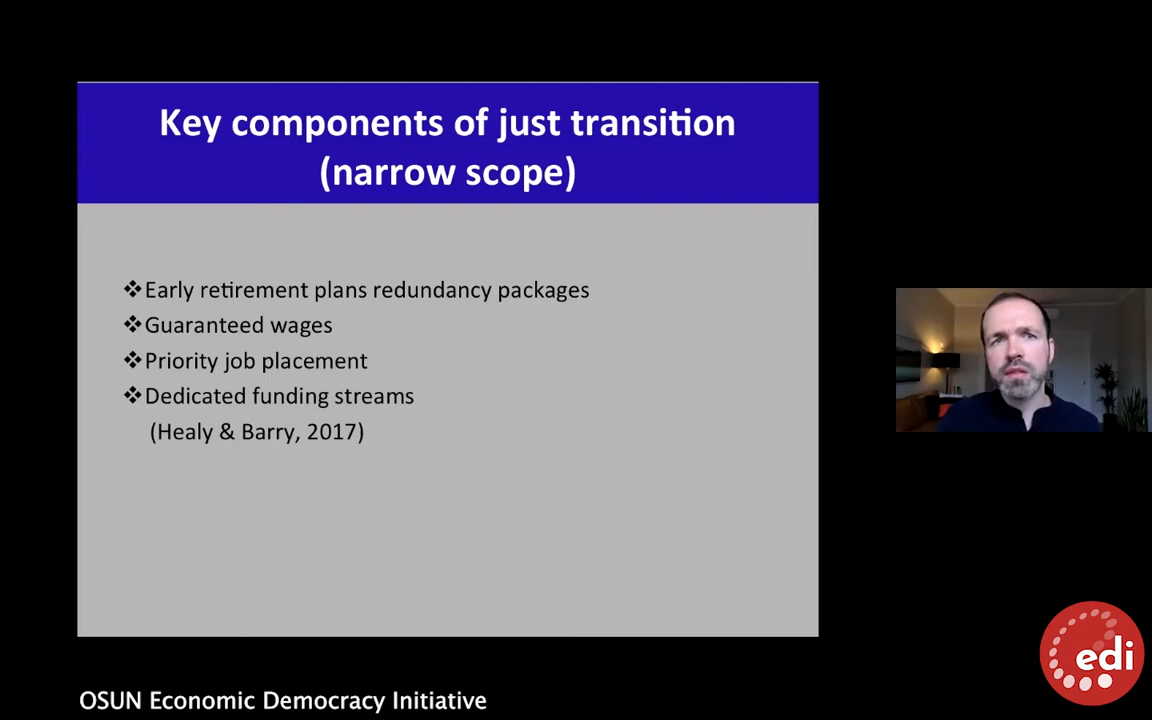 Key components of just transition
(narrow scope)
❖Early retirement plans redundancy packages
❖Guaranteed wages
❖Priority job placement
❖Dedicated funding streams
(Healy & Barry, 2017)
edi
OSUN Economic Democracy Initiative